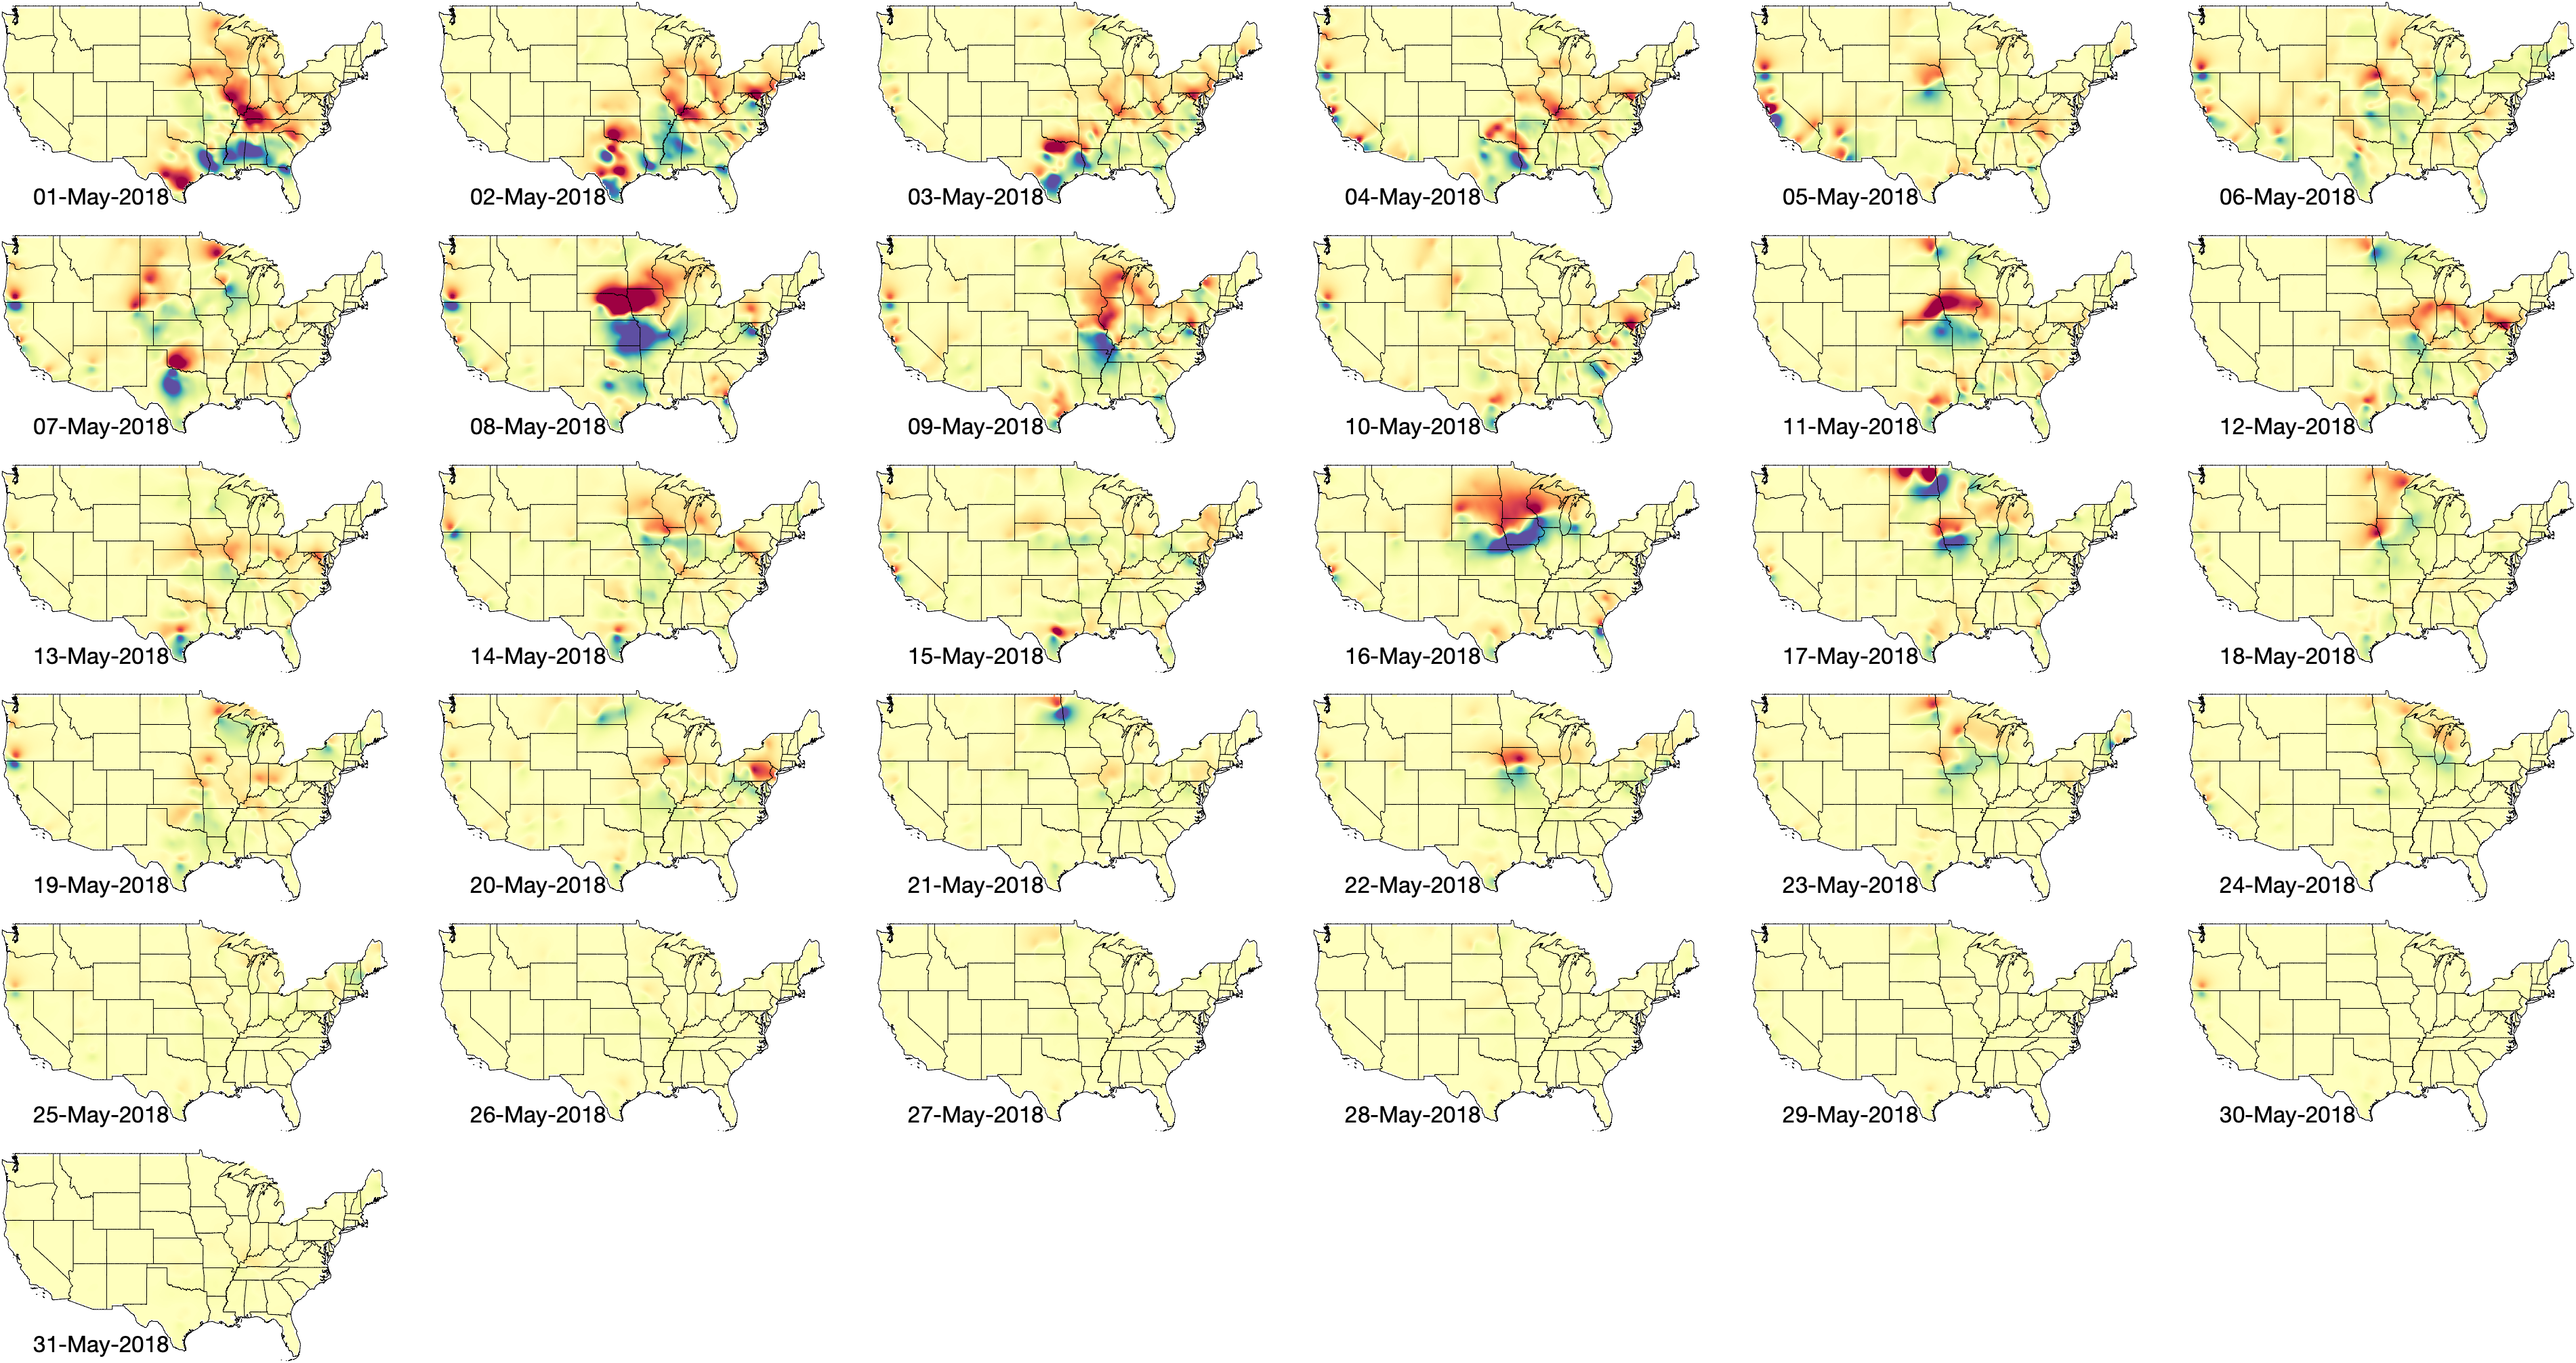 01-May-2018 02-May-2018 03-May-2018 04-May-2018 05-May-2018 06-May-2018
07-May-2018 08-May-2018 09-May-2018 10-May-2018 11-May-2018 12-May-2018
13-May-2018 14-May-2018 15-May-2018 16-May-2018 17-May-2018 18-May-2018
19-May-2018 20-May-2018 21-May-2018 22-May-2018 23-May-2018 24-May-2018
25-May-2018 26-May-2018 27-May-2018 28-May-2018 29-May-2018 30-May-2018
31-May-2018